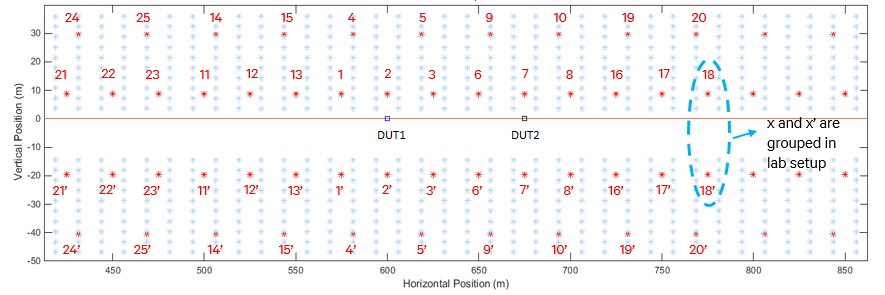 24 25 14 15 4 5 9 10 19 20
30
20
21 22 23 11 12 13 1 2 3 6 7 8 16 17 18
10
0
DUT1 DUT2
x and x' are
grouped in
lab setup
Vertical Position (m)
-10
-20
21' 22' 23' 11' 12' 13' 1' 2' 3' 6' 7' 8' 16' 17' 18'
-30
-40
24' 25' 14' 15' 4' 5' 9' 10' 19' 20'
-50
450 500 550 600 650 700 750 800 850
Horizontal Position (m)